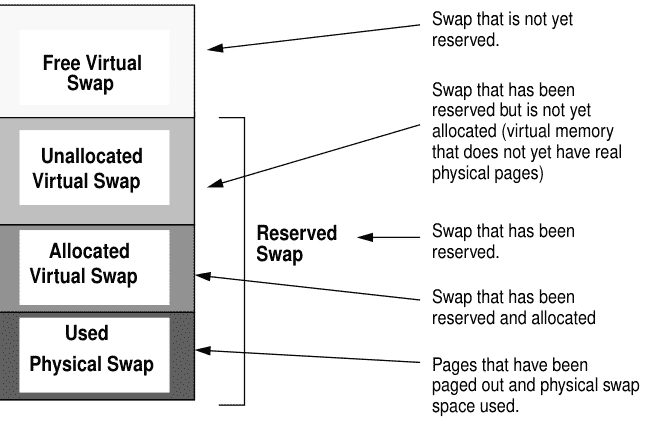 Free Virtual
Swap
Unallocated
Virtual Swap
Allocated
Virtual Swap
Used
Physical Swap
Reserved
Swap
Swap that is not yet
reserved.
Swap that has been
reserved but is not yet
allocated (virtual memory
that does not yet have real
physical pages)
Swap that has been
reserved.
Swap that has been
reserved and allocated
Pages that have been
paged out and physical swap
space used.